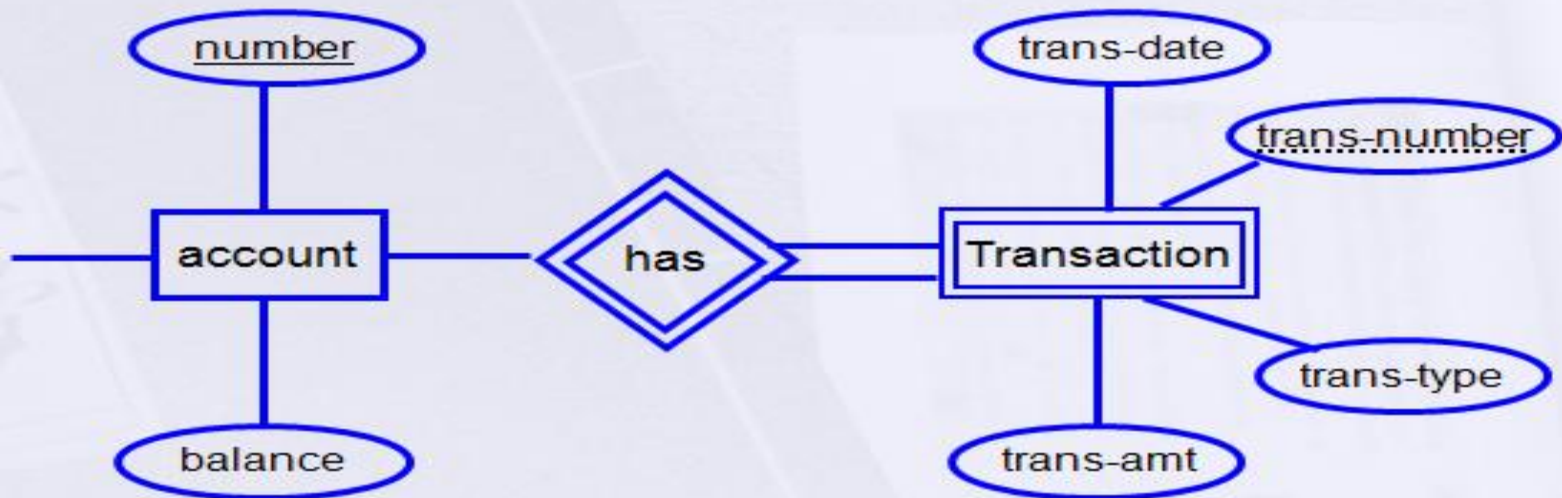 number
trans-date
trans-number
account
has
Transaction
trans-type
balance
trans-amt